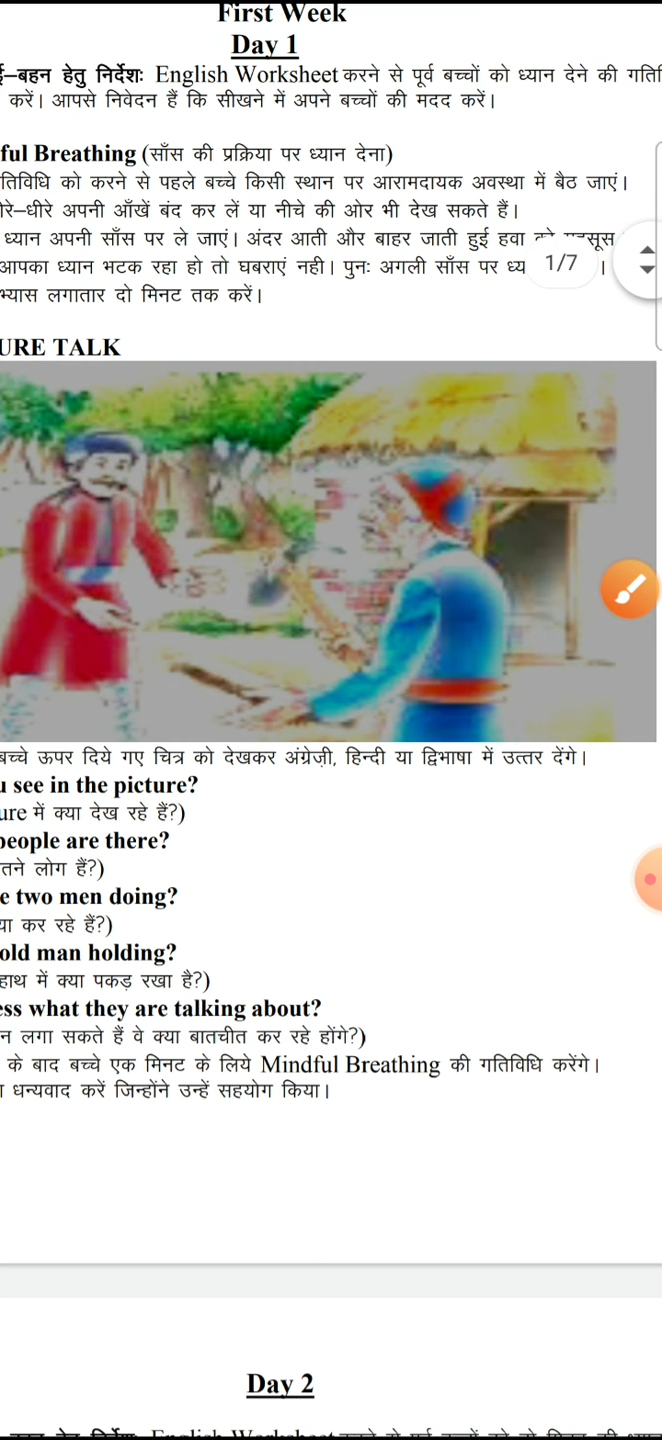 First Week
Day 1
ई–बहन हेतु निर्देशः English Worksheet करने से पूर्व बच्चों को ध्यान देने की
करें। आपसे निवेदन हैं कि सीखने में अपने बच्चों की मदद करें।
ful Breathing (साँस की प्रक्रिया पर ध्यान देना)
तिविधि को करने से पहले बच्चे किसी स्थान पर आरामदायक अवस्था में बैठ जाएं।
रे–धीरे अपनी आँखें बंद कर लें या नीचे की ओर भी देख सकते हैं।
ध्यान अपनी साँस पर ले जाएं। अंदर आती और बाहर जाती हुई हवा
आपका ध्यान भटक रहा हो तो घबराएं नही। पुनः अगली साँस पर ध्य 1/7 ।
भ्यास लगातार दो मिनट तक करें।
URE TALK
बच्चे ऊपर दिये गए चित्र को देखकर अंग्रेज़ी, हिन्दी या द्विभाषा में उत्तर देंगे।
u see in the picture?
ure में क्या देख रहे हैं?)
people are there?
तने लोग हैं?)
e two men doing?
या कर रहे हैं?)
old man holding?
हाथ में क्या पकड़ रखा है?)
ess what they are talking about?
न लगा सकते हैं वे क्या बातचीत कर रहे होंगे?)
के बाद बच्चे एक मिनट के लिये Mindful Breathing की गतिविधि करेंगे।
धन्यवाद करें जिन्होंने उन्हें सहयोग किया।
Day 2